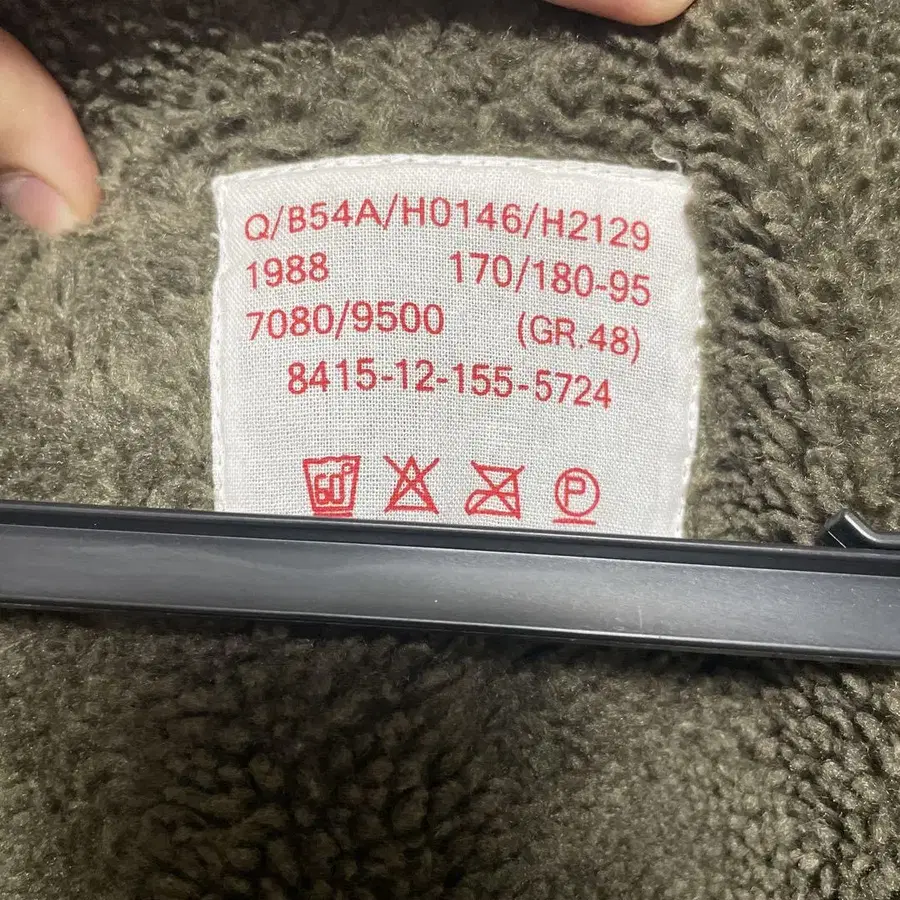 Q/B54A/H0146/H2129
1988 170/180-95
7080/9500 (GR.48)
8415-12-155-5724
60° P